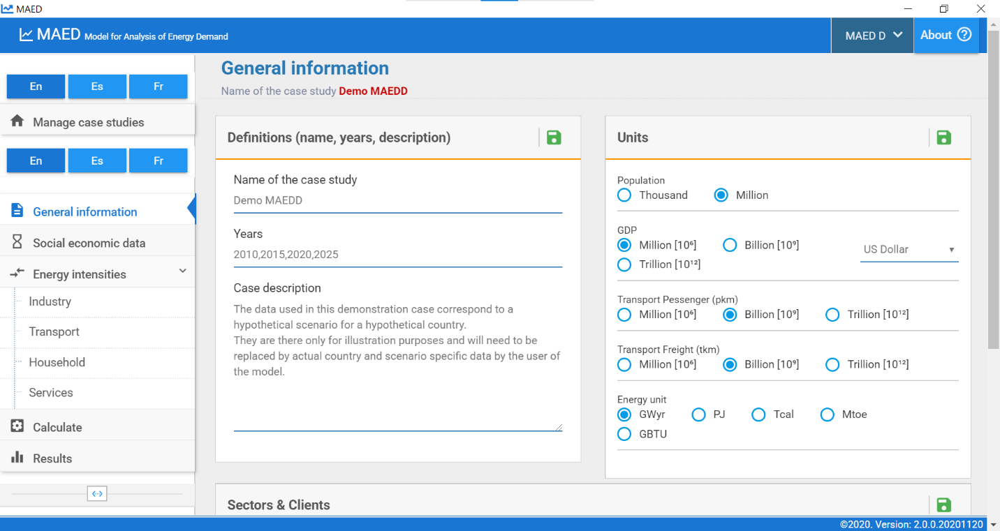 MAED
MAED Model for Analysis of Energy Demand
MAED D
About
En Es Fr
Manage case studies
En Es Fr
General information
Social economic data
Energy intensities
Industry
Transport
Household
Services
Calculate
Results
General information
Name of the case study Demo MAEDD
Definitions (name, years, description)
Name of the case study
Demo MAEDD
Years
2010,2015,2020,2025
Case description
The data used in this demonstration case correspond to a
hypothetical scenario for a hypothetical country.
They are there only for illustration purposes and will need to be
replaced by actual country and scenario specific data by the user of
the model.
Units
Population
Thousand Million
GDP
Million [10⁶] Billion [10⁹]
US Dollar
Trillion [10¹²]
Transport Pessenger (pkm)
Million [10⁶] Billion [10⁹] Trillion [10¹²]
Transport Freight (tkm)
Million [10⁶] Billion [10⁹] Trillion [10¹²]
Energy unit
GWyr PJ Tcal Mtoe
GBTU
Sectors & Clients
©2020. Version: 2.0.0.20201120